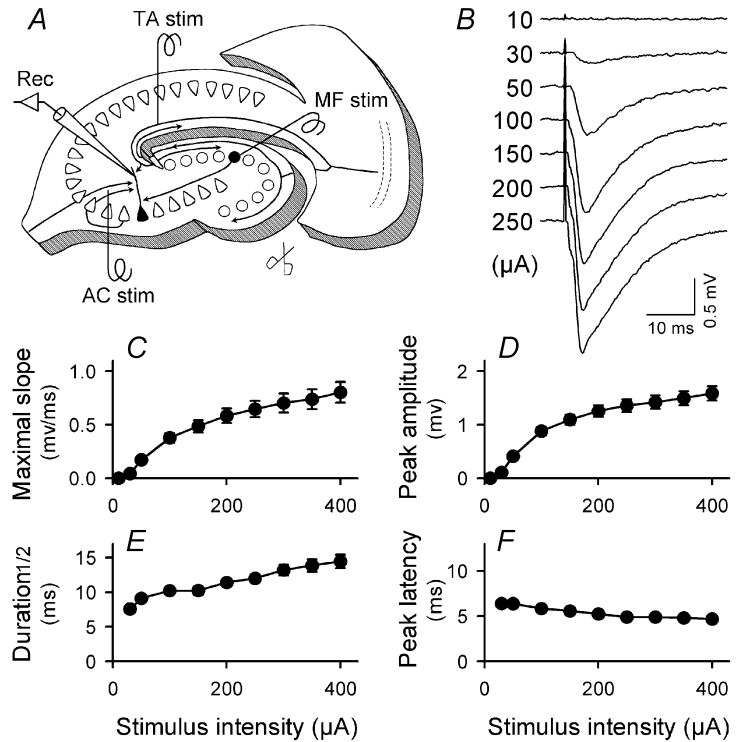 A
TA stim
Rec
MF stim
AC stim
B
10
30
50
100
150
200
250
(µA)
0.5 mV
10 ms
C
Maximal slope
(mv/ms)
1.0
0.5
0.0
200
400
D
Peak amplitude
(mv)
2
1
0
200
400
E
Duration1/2
(ms)
15
10
5
0
0
200
400
Stimulus intensity (µA)
F
Peak latency
(ms)
10
5
0
0
200
400
Stimulus intensity (µA)